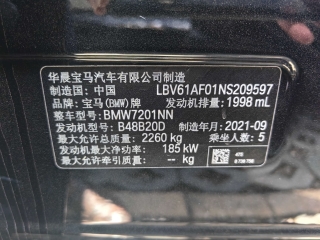 华晨宝马汽车有限公司制造
制造国：中国 LBV61AF01NS209597
品牌：宝马(BMW)牌 发动机排量：1998 mL
整车型号：BMW7201NN
发动机型号：B48B20D 制造年月：2021-09
最大允许总质量：2260 kg 乘坐人数：5
发动机最大净功率：185 kW
最大允许牵引质量：-- kg